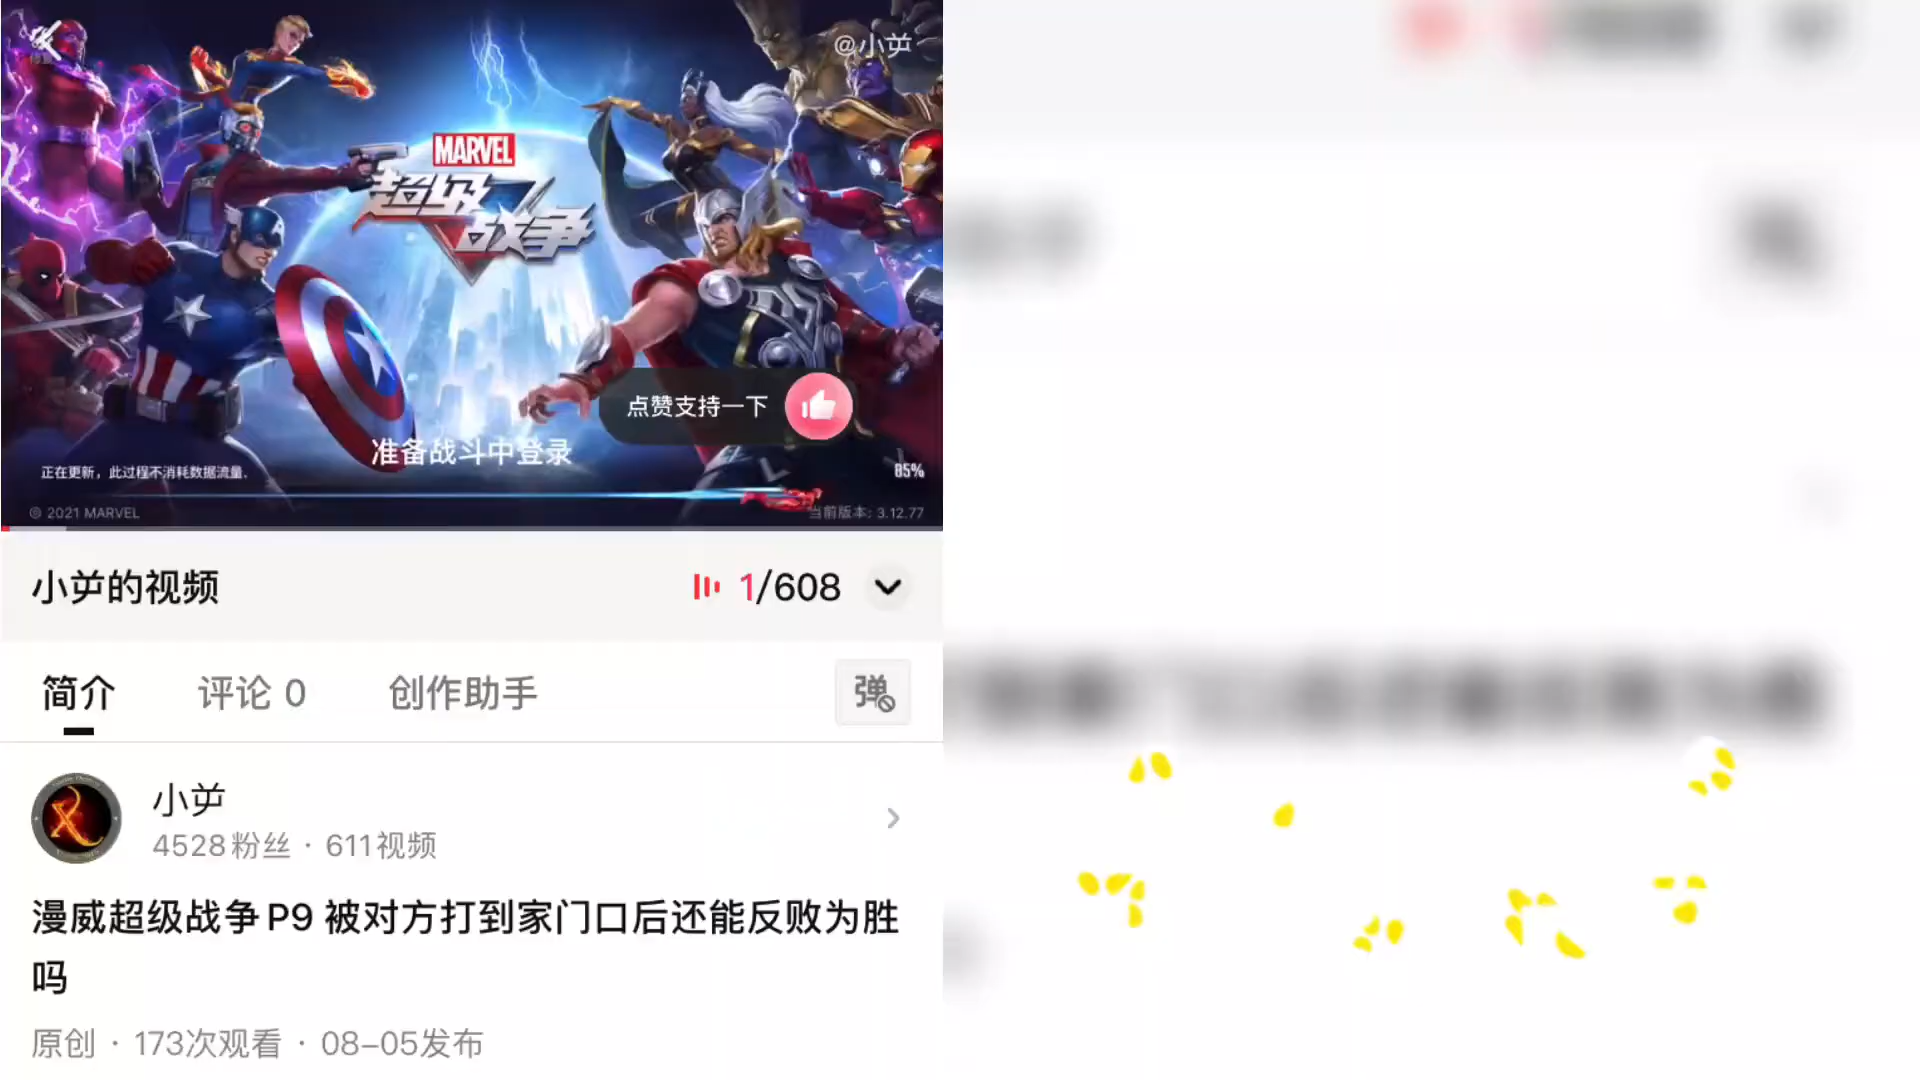 @小屰
MARVEL
超级
战争
点赞支持一下
准备战斗中登录
正在更新，此过程不消耗数据流量.
85%
© 2021 MARVEL
当前版本: 3.12.77
小屰的视频
1/608
简介
评论 0
创作助手
弹
小屰
4528粉丝 · 611视频
漫威超级战争P9 被对方打到家门口后还能反败为胜
吗
原创 · 173次观看 · 08-05发布